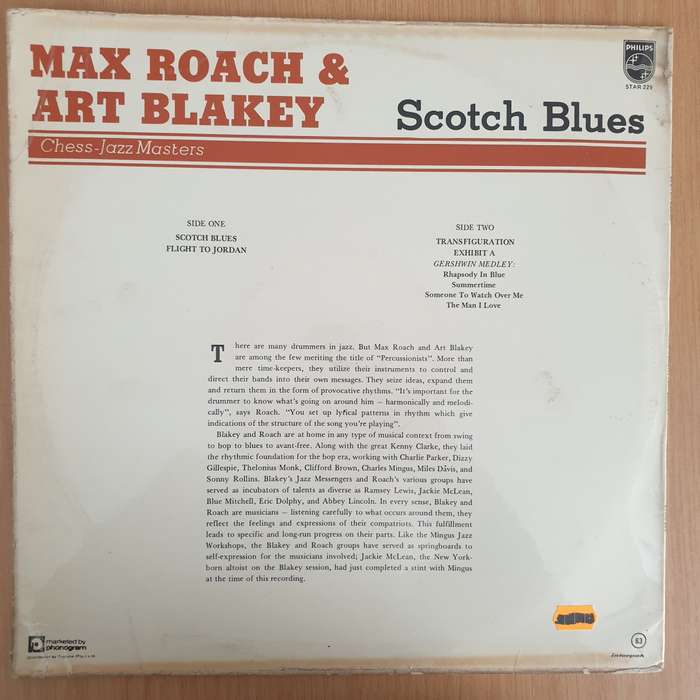 MAX ROACH &
ART BLAKEY
Scotch Blues
PHILIPS
STAR 229
Chess-Jazz Masters
SIDE ONE
SCOTCH BLUES
FLIGHT TO JORDAN
SIDE TWO
TRANSFIGURATION
EXHIBIT A
GERSHWIN MEDLEY:
Rhapsody In Blue
Summertime
Someone To Watch Over Me
The Man I Love
There are many drummers in jazz. But Max Roach and Art Blakey
are among the few meriting the title of "Percussionists". More than
mere time-keepers, they utilize their instruments to control and
direct their bands into their own messages. They seize ideas, expand them
and return them in the form of provocative rhythms. "It's important for the
drummer to know what's going on around him – harmonically and melodi-
cally", says Roach. "You set up lyrical patterns in rhythm which give
indications of the structure of the song you're playing".
Blakey and Roach are at home in any type of musical context from swing
to bop to blues to avant-free. Along with the great Kenny Clarke, they laid
the rhythmic foundation for the bop era, working with Charlie Parker, Dizzy
Gillespie, Thelonius Monk, Clifford Brown, Charles Mingus, Miles Davis, and
Sonny Rollins. Blakey's Jazz Messengers and Roach's various groups have
served as incubators of talents as diverse as Ramsey Lewis, Jackie McLean,
Blue Mitchell, Eric Dolphy, and Abbey Lincoln. In every sense, Blakey and
Roach are musicians – listening carefully to what occurs around them, they
reflect the feelings and expressions of their compatriots. This fulfillment
leads to specific and long-run progress on their parts. Like the Mingus Jazz
Workshops, the Blakey and Roach groups have served as springboards to
self-expression for the musicians involved; Jackie McLean, the New York-
born altoist on the Blakey session, had just completed a stint with Mingus
at the time of this recording.
marketed by
phonogram
63
Interpak